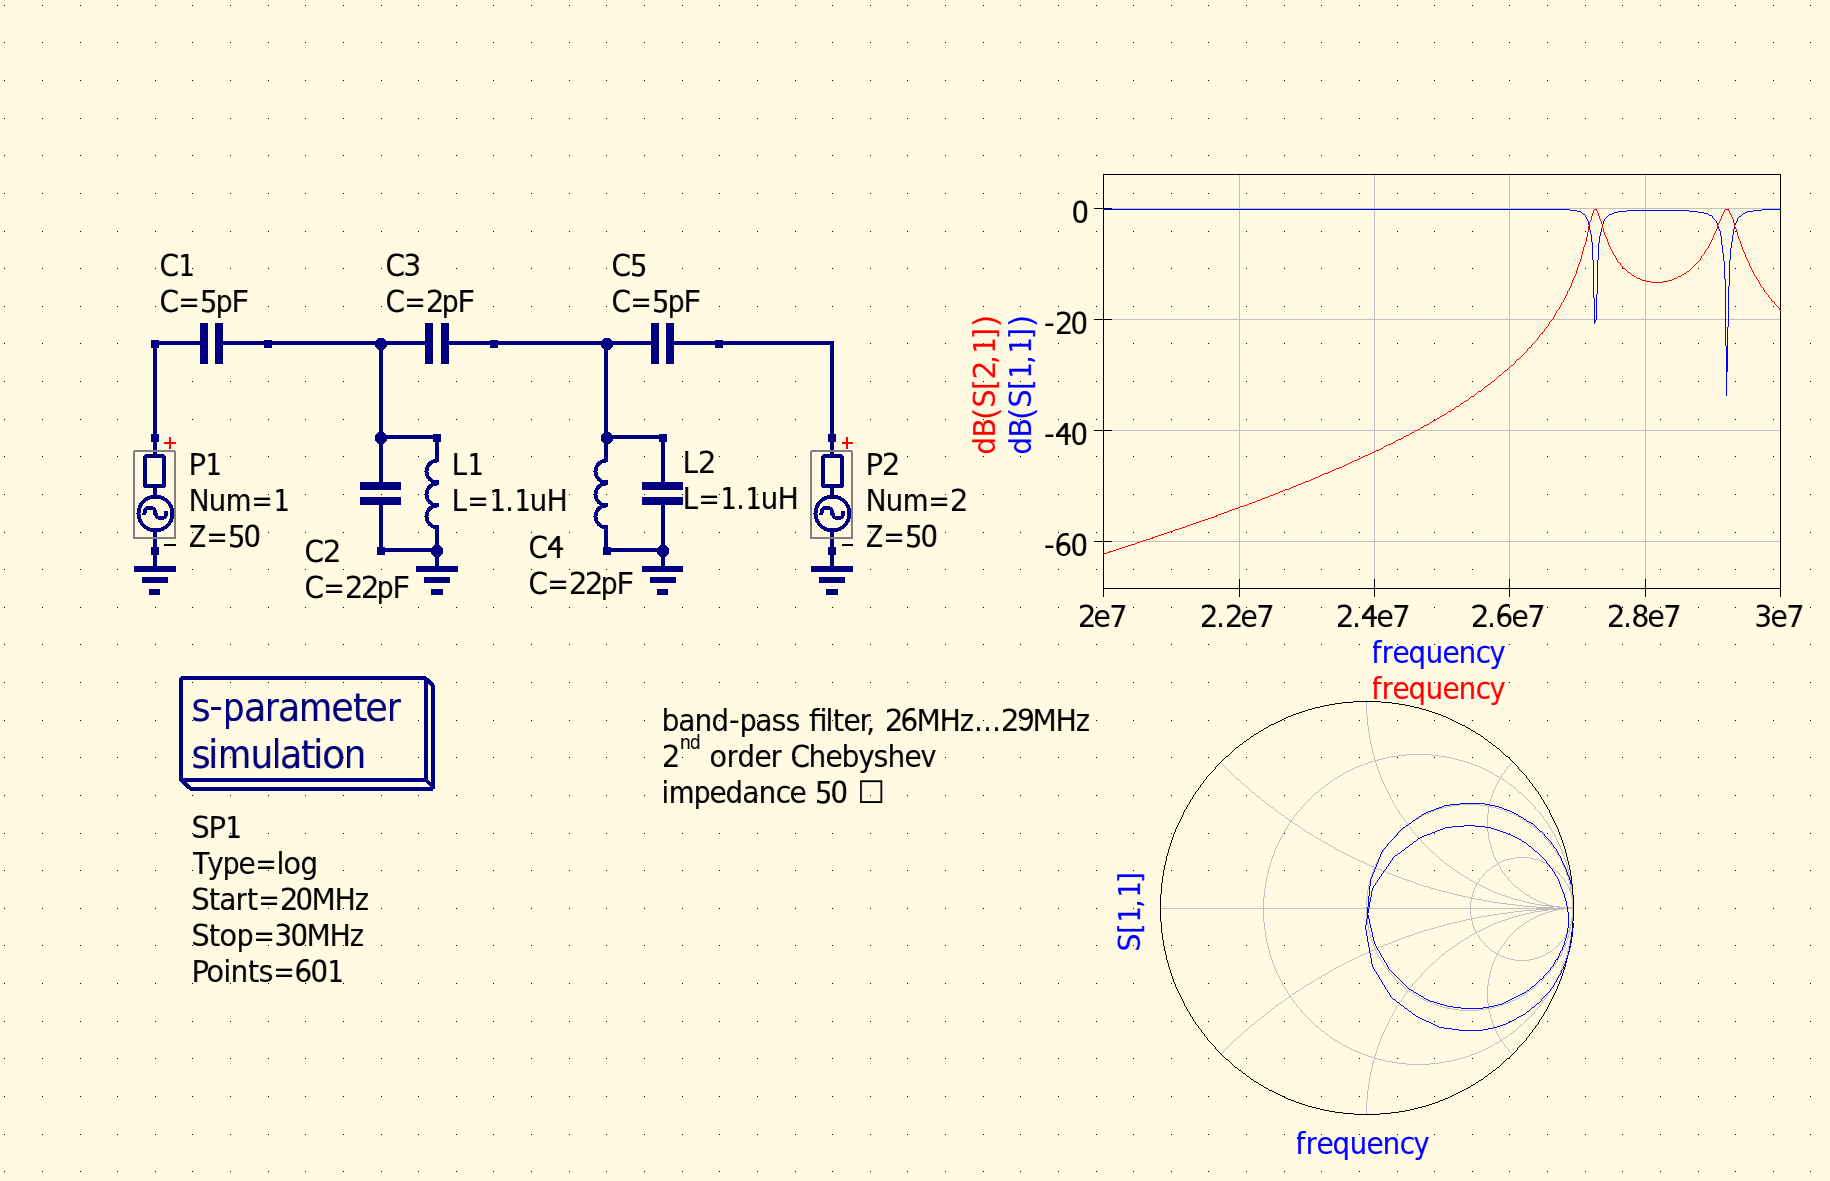 C1
C=5pF
C3
C=2pF
C5
C=5pF
+
P1
Num=1
Z=50
−
C2
C=22pF
L1
L=1.1uH
C4
C=22pF
L2
L=1.1uH
+
P2
Num=2
Z=50
−
dB(S[2,1])
dB(S[1,1])
0
-20
-40
-60
2e7
2.2e7
2.4e7
2.6e7
2.8e7
3e7
frequency
frequency
s-parameter
simulation
SP1
Type=log
Start=20MHz
Stop=30MHz
Points=601
band-pass filter, 26MHz...29MHz
2nd order Chebyshev
impedance 50 □
S[1,1]
frequency